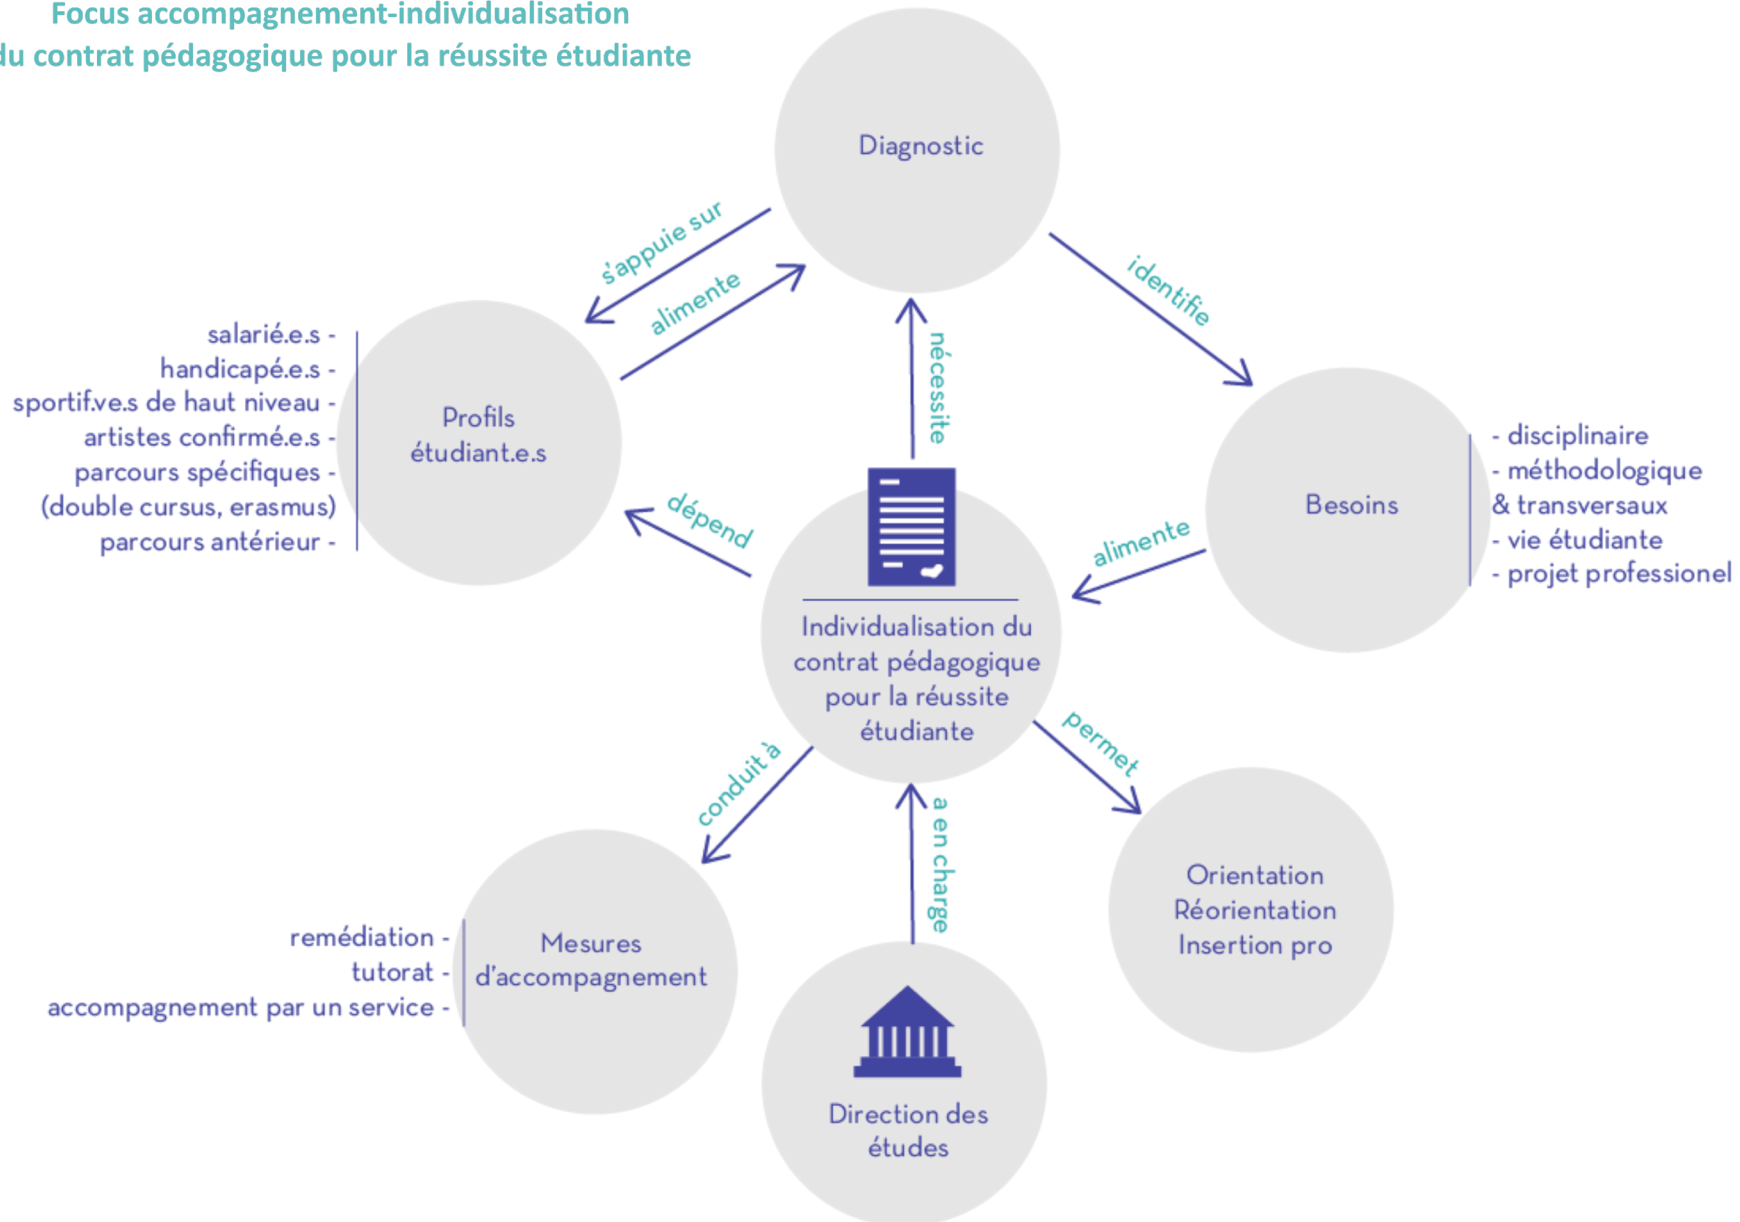 Focus accompagnement-individualisation
du contrat pédagogique pour la réussite étudiante
Diagnostic
s'appuie sur
alimente
identifie
nécessite
salarié.e.s -
handicapé.e.s -
sportif.ve.s de haut niveau -
artistes confirmé.e.s -
parcours spécifiques -
(double cursus, erasmus)
parcours antérieur -
Profils
étudiant.e.s
dépend
Besoins
- disciplinaire
- méthodologique
& transversaux
- vie étudiante
- projet professionel
alimente
Individualisation du
contrat pédagogique
pour la réussite
étudiante
conduit à
a en charge
permet
remédiation -
tutorat -
accompagnement par un service -
Mesures
d'accompagnement
Orientation
Réorientation
Insertion pro
Direction des
études